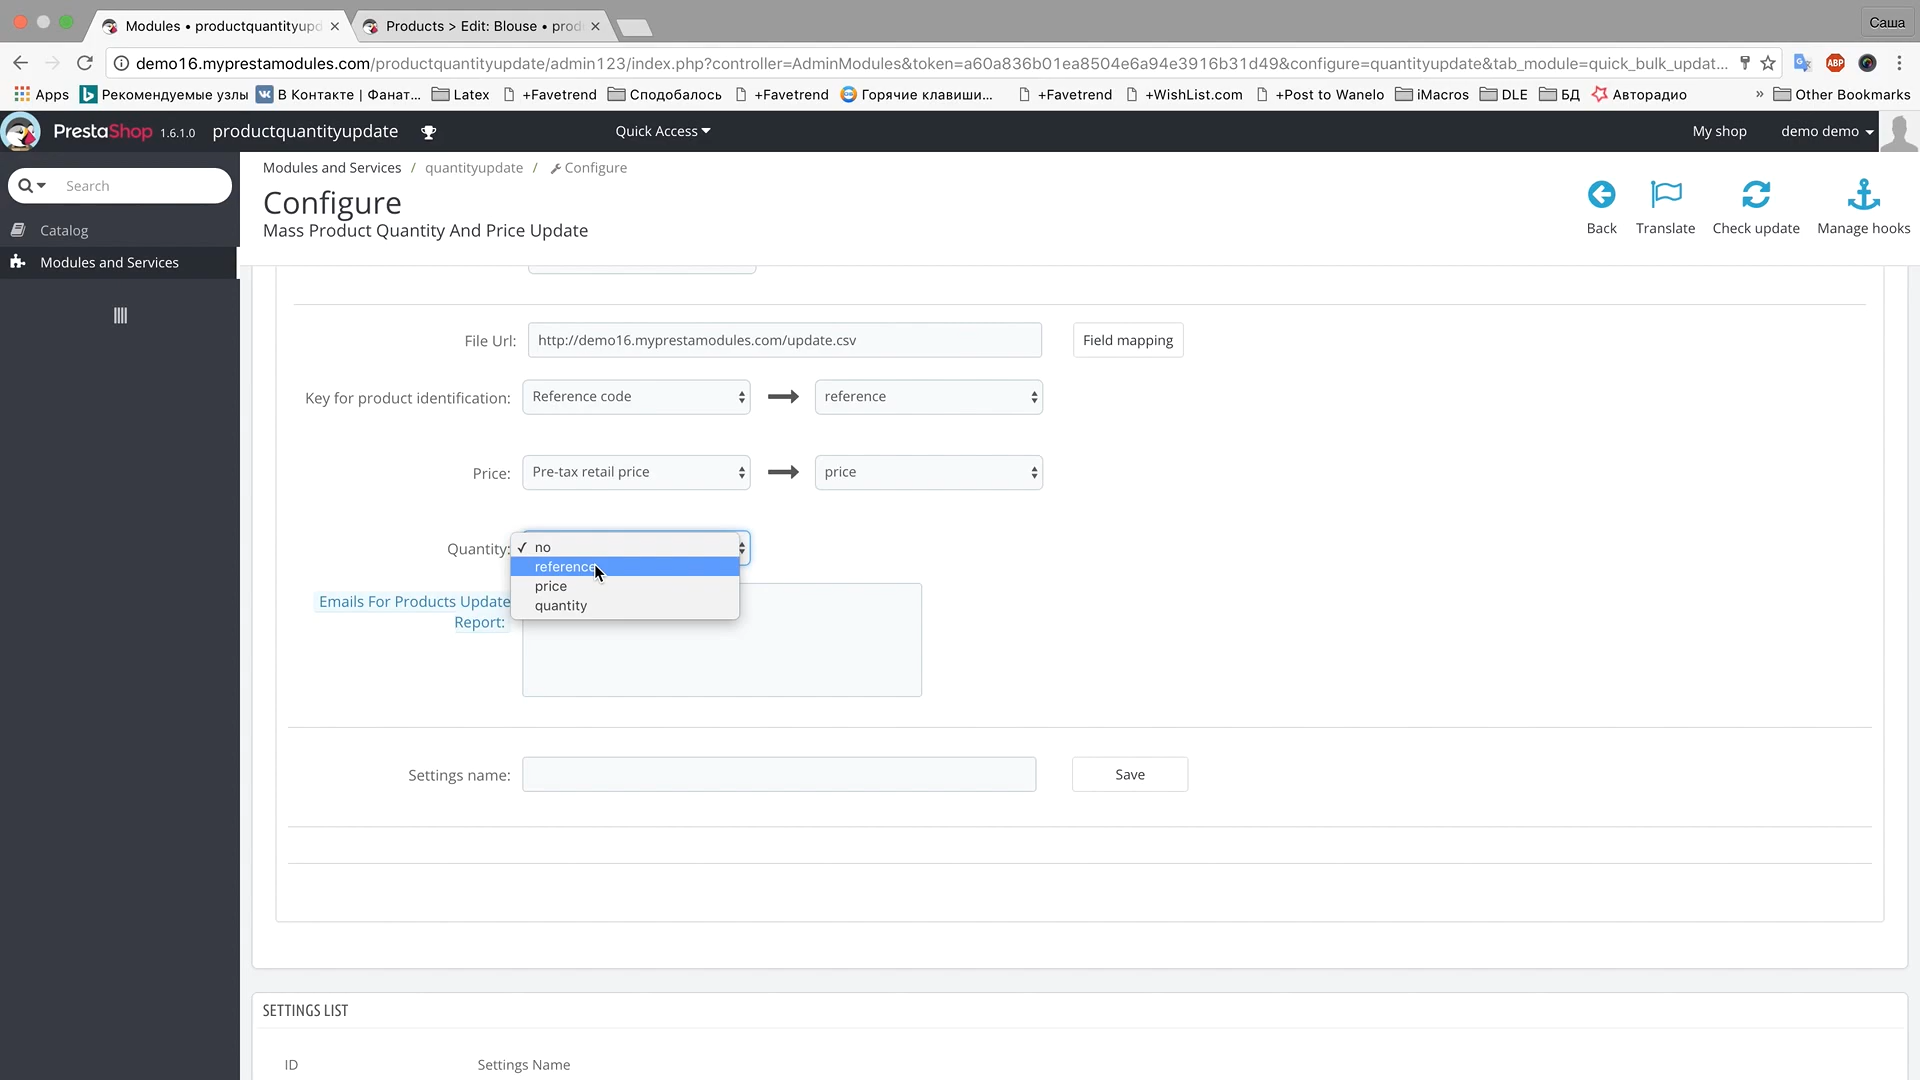 Modules • productquantityupd
Products > Edit: Blouse • prod
Саша
demo16.myprestamodules.com/productquantityupdate/admin123/index.php?controller=AdminModules&token=a60a836b01ea8504e6a94e3916b31d49&configure=quantityupdate&tab_module=quick_bulk_updat...
ABP
Apps
Рекомендуемые узлы
В Контакте | Фанат...
Latex
+Favetrend
Сподобалось
+Favetrend
Горячие клавиши...
+Favetrend
+WishList.com
+Post to Wanelo
iMacros
DLE
БД
Авторадио
»
Other Bookmarks
PrestaShop 1.6.1.0
productquantityupdate
Quick Access
My shop
demo demo
Search
Catalog
Modules and Services
Modules and Services / quantityupdate / Configure
Configure
Mass Product Quantity And Price Update
Back
Translate
Check update
Manage hooks
File Url:
http://demo16.myprestamodules.com/update.csv
Field mapping
Key for product identification:
Reference code
reference
Price:
Pre-tax retail price
price
Quantity:
✓ no
reference
price
quantity
Emails For Products Update
Report:
Settings name:
Save
SETTINGS LIST
ID
Settings Name